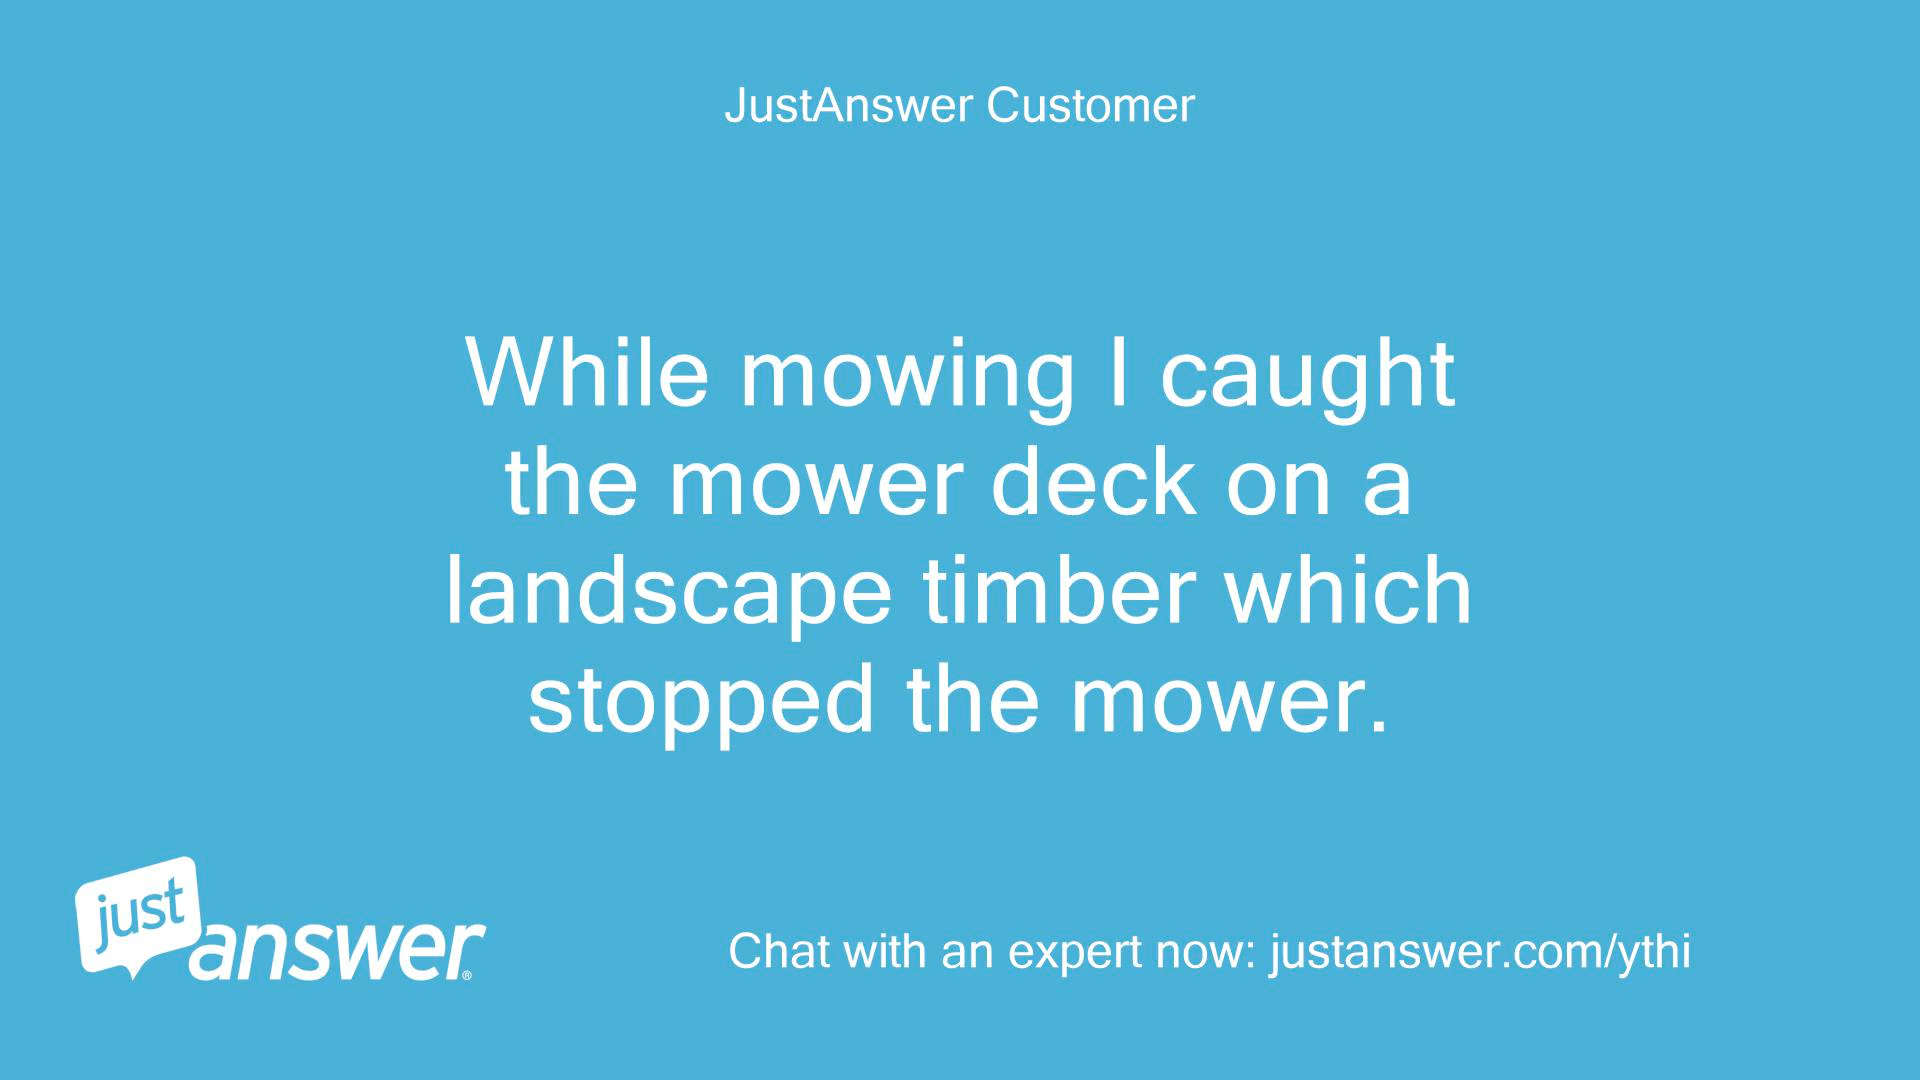 JustAnswer Customer
While mowing I caught
the mower deck on a
landscape timber which
stopped the mower.
just
answer®
Chat with an expert now: justanswer.com/ythi